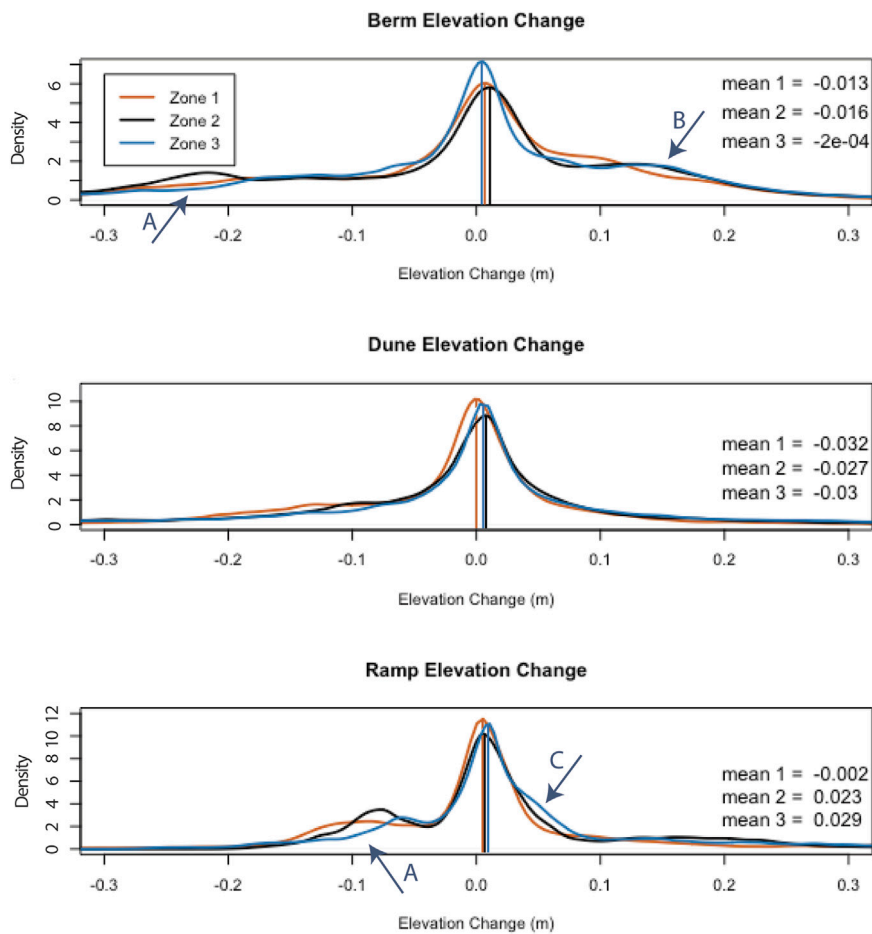 Berm Elevation Change
Density
0 2 4 6
Zone 1
Zone 2
Zone 3
mean 1 = -0.013
mean 2 = -0.016
mean 3 = -2e-04
A
B
-0.3 -0.2 -0.1 0.0 0.1 0.2 0.3
Elevation Change (m)
Dune Elevation Change
Density
0 2 4 6 8 10
mean 1 = -0.032
mean 2 = -0.027
mean 3 = -0.03
-0.3 -0.2 -0.1 0.0 0.1 0.2 0.3
Elevation Change (m)
Ramp Elevation Change
Density
0 2 4 6 8 10 12
C
mean 1 = -0.002
mean 2 = 0.023
mean 3 = 0.029
A
-0.3 -0.2 -0.1 0.0 0.1 0.2 0.3
Elevation Change (m)